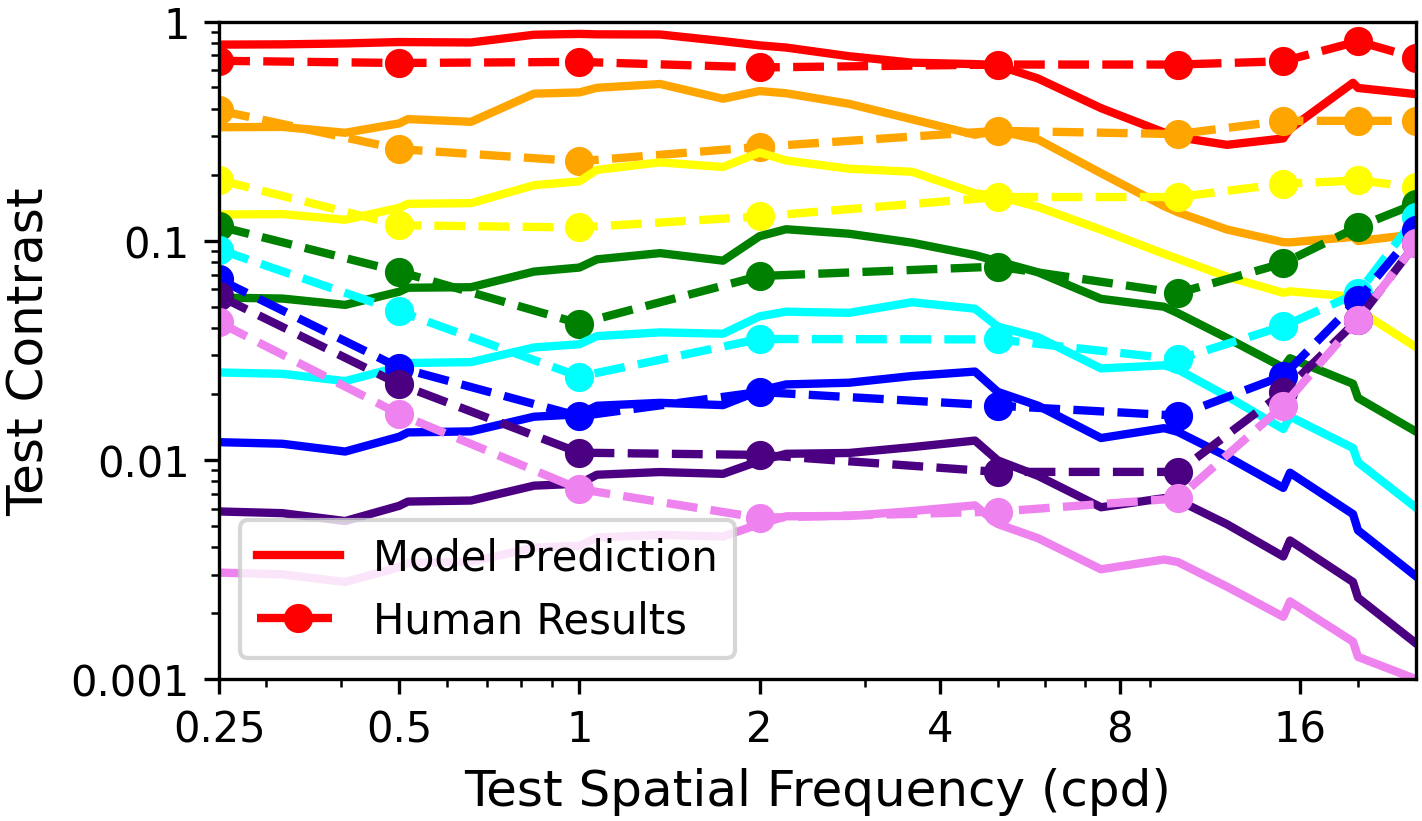 1
0.1
0.01
0.001
Test Contrast
Model Prediction
Human Results
0.25 0.5 1 2 4 8 16
Test Spatial Frequency (cpd)